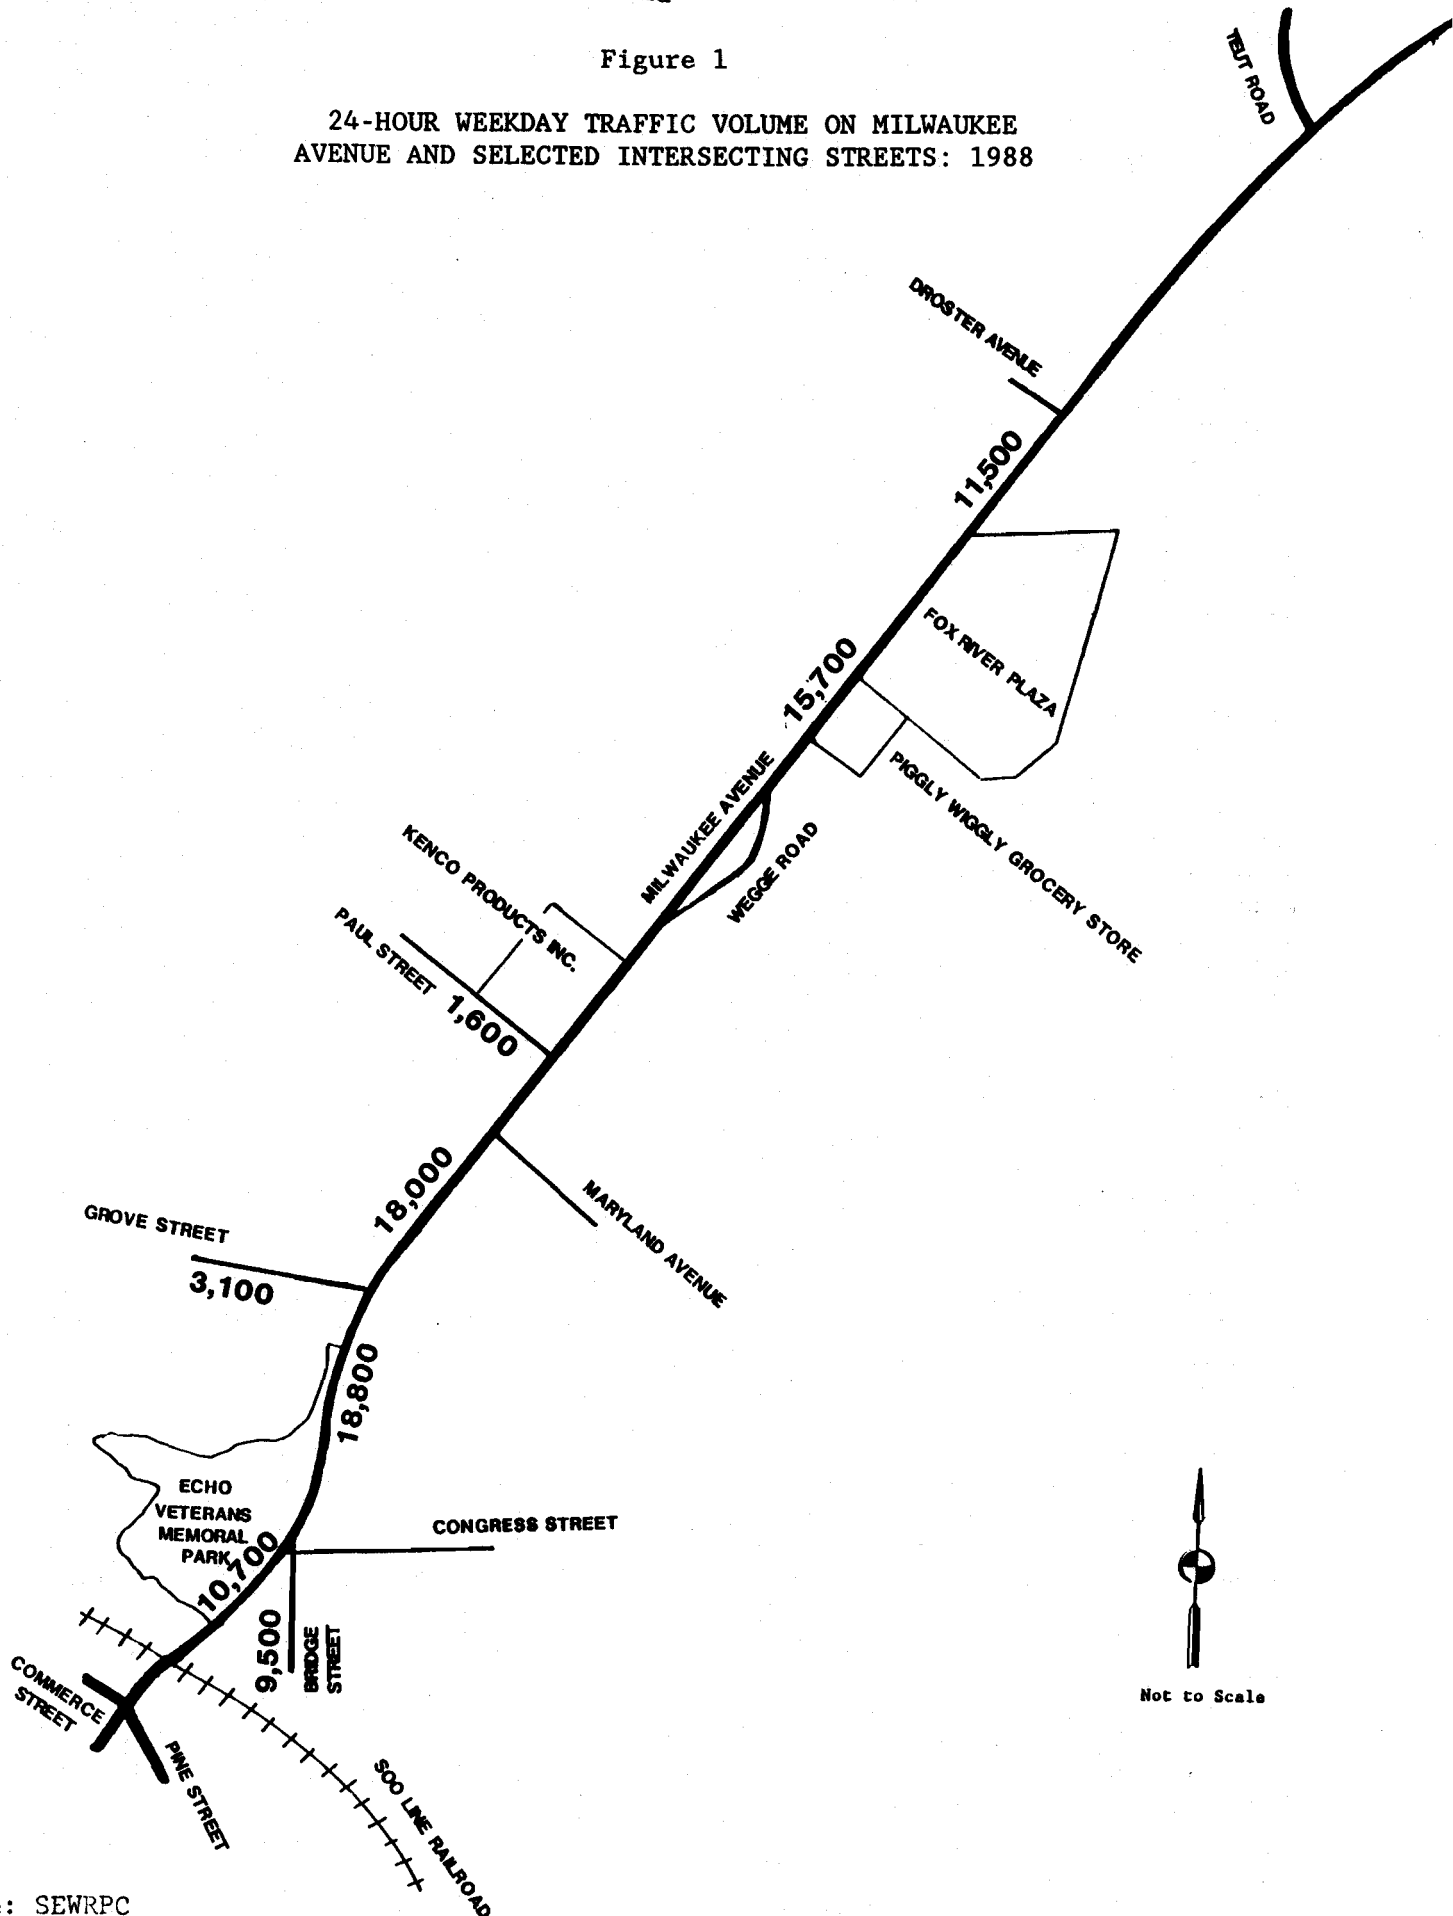 Figure 1
24-HOUR WEEKDAY TRAFFIC VOLUME ON MILWAUKEE
AVENUE AND SELECTED INTERSECTING STREETS: 1988
TEUT ROAD
DROSTER AVENUE
11,500
FOX RIVER PLAZA
15,700
PIGGLY WIGGLY GROCERY STORE
MILWAUKEE AVENUE
WEGGE ROAD
KENCO PRODUCTS INC.
PAUL STREET
1,600
MARYLAND AVENUE
18,000
GROVE STREET
3,100
18,800
ECHO
VETERANS
MEMORAL
PARK
CONGRESS STREET
10,700
9,500
BRIDGE
STREET
COMMERCE
STREET
PINE STREET
SOO LINE RAILROAD
Not to Scale
: SEWRPC